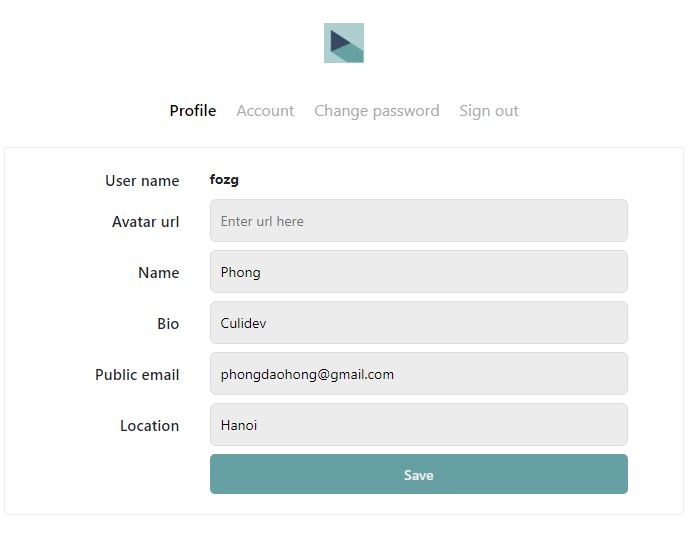 Profile Account Change password Sign out
User name fozg
Avatar url Enter url here
Name Phong
Bio Culidev
Public email phongdaohong@gmail.com
Location Hanoi
Save